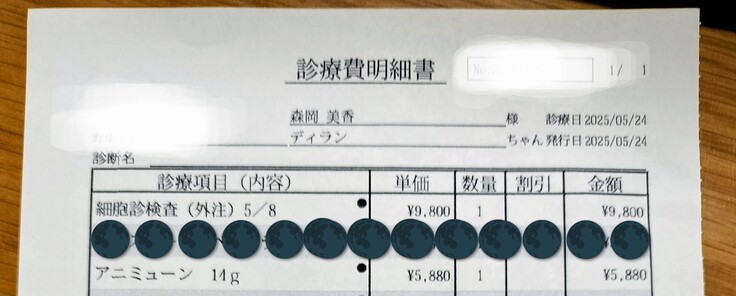 診療費明細書
1/ 1
森岡 美香 様 診療日 2025/05/24
ディラン ちゃん 発行日 2025/05/24
診断名
診療項目（内容） 単価 数量 割引 金額
細胞診検査（外注）5／8 ¥9,800 1 ¥9,800
アニミューン 14g ¥5,880 1 ¥5,880